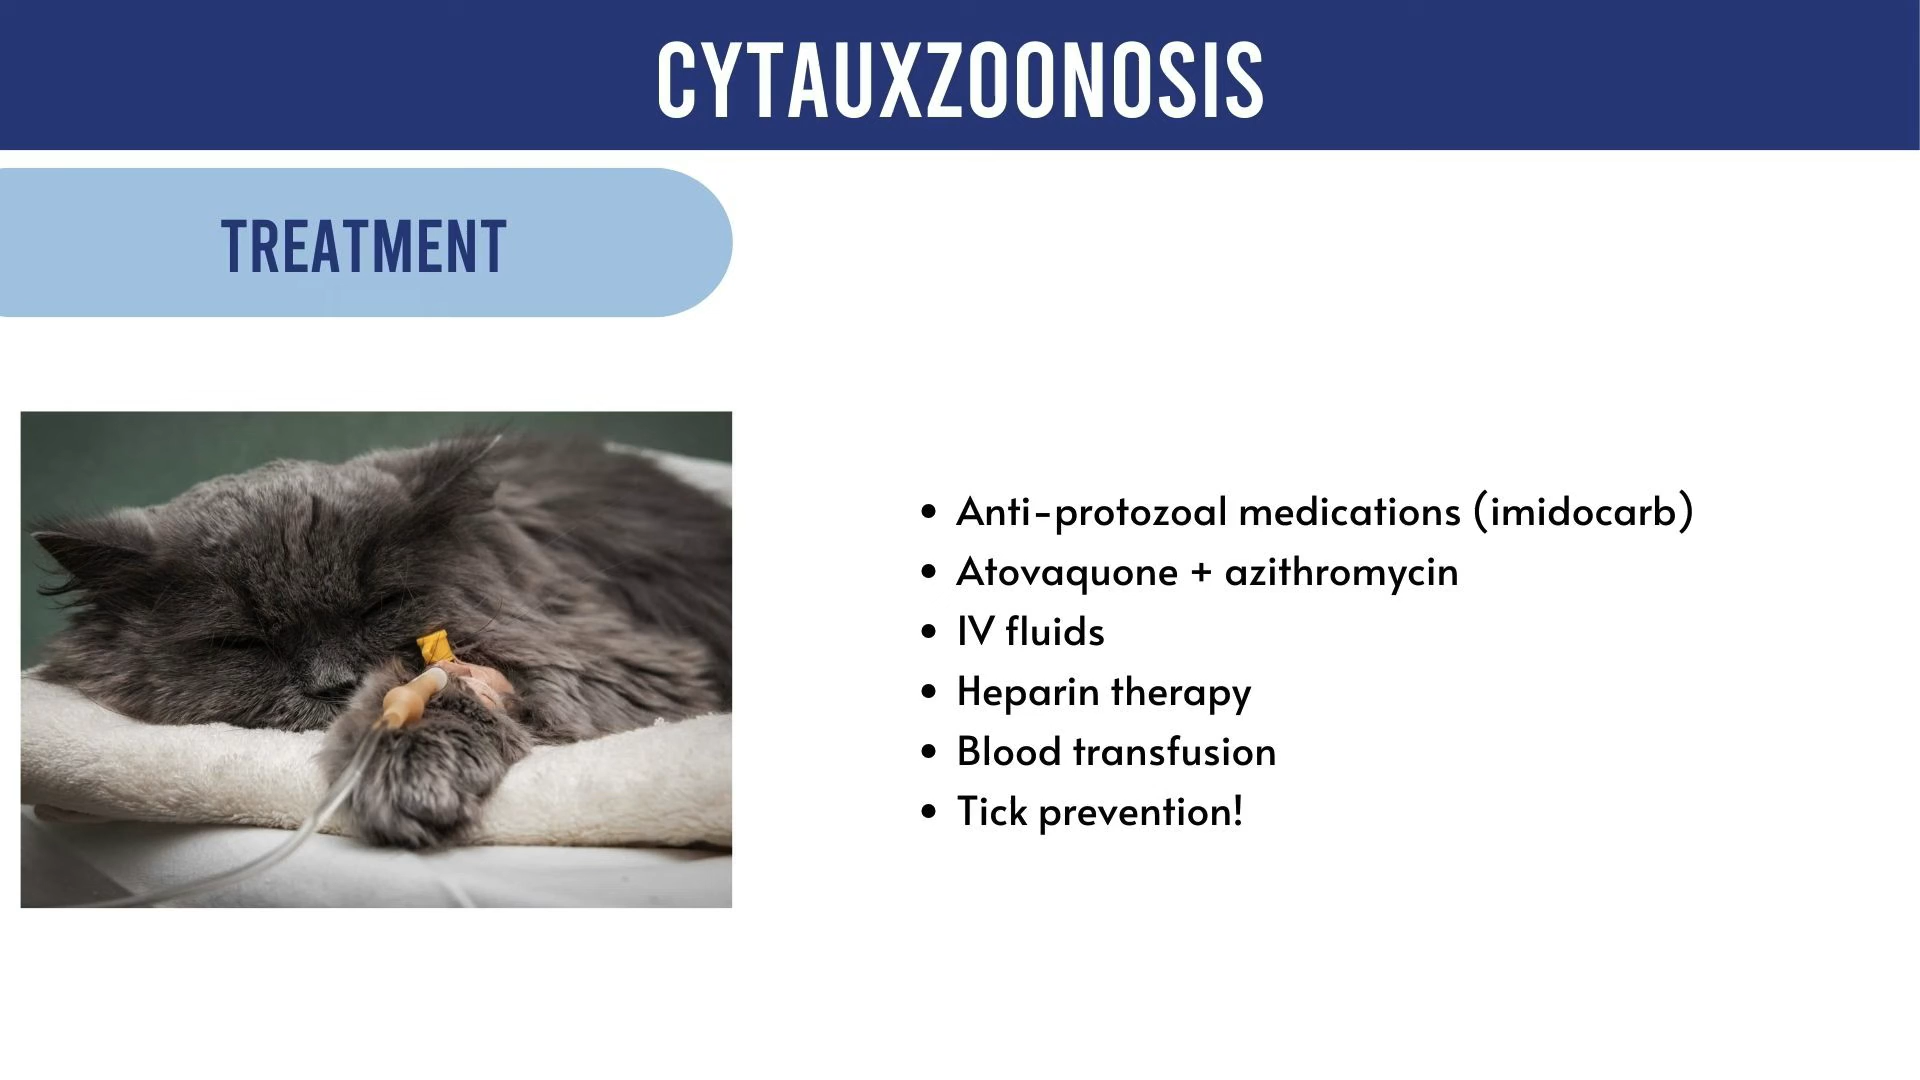 CYTAUXZOONOSIS
TREATMENT
• Anti-protozoal medications (imidocarb)
• Atovaquone + azithromycin
• IV fluids
• Heparin therapy
• Blood transfusion
• Tick prevention!